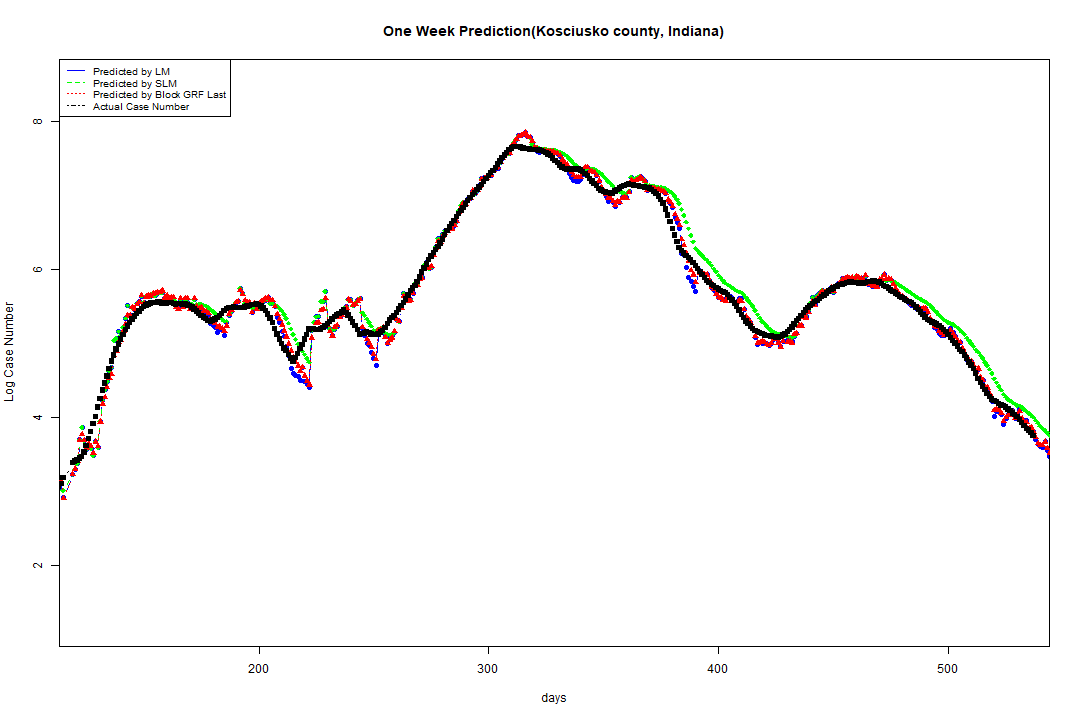 One Week Prediction(Kosciusko county, Indiana)
Predicted by LM
Predicted by SLM
Predicted by Block GRF Last
Actual Case Number
Log Case Number
8
6
4
2
200
300
400
500
days